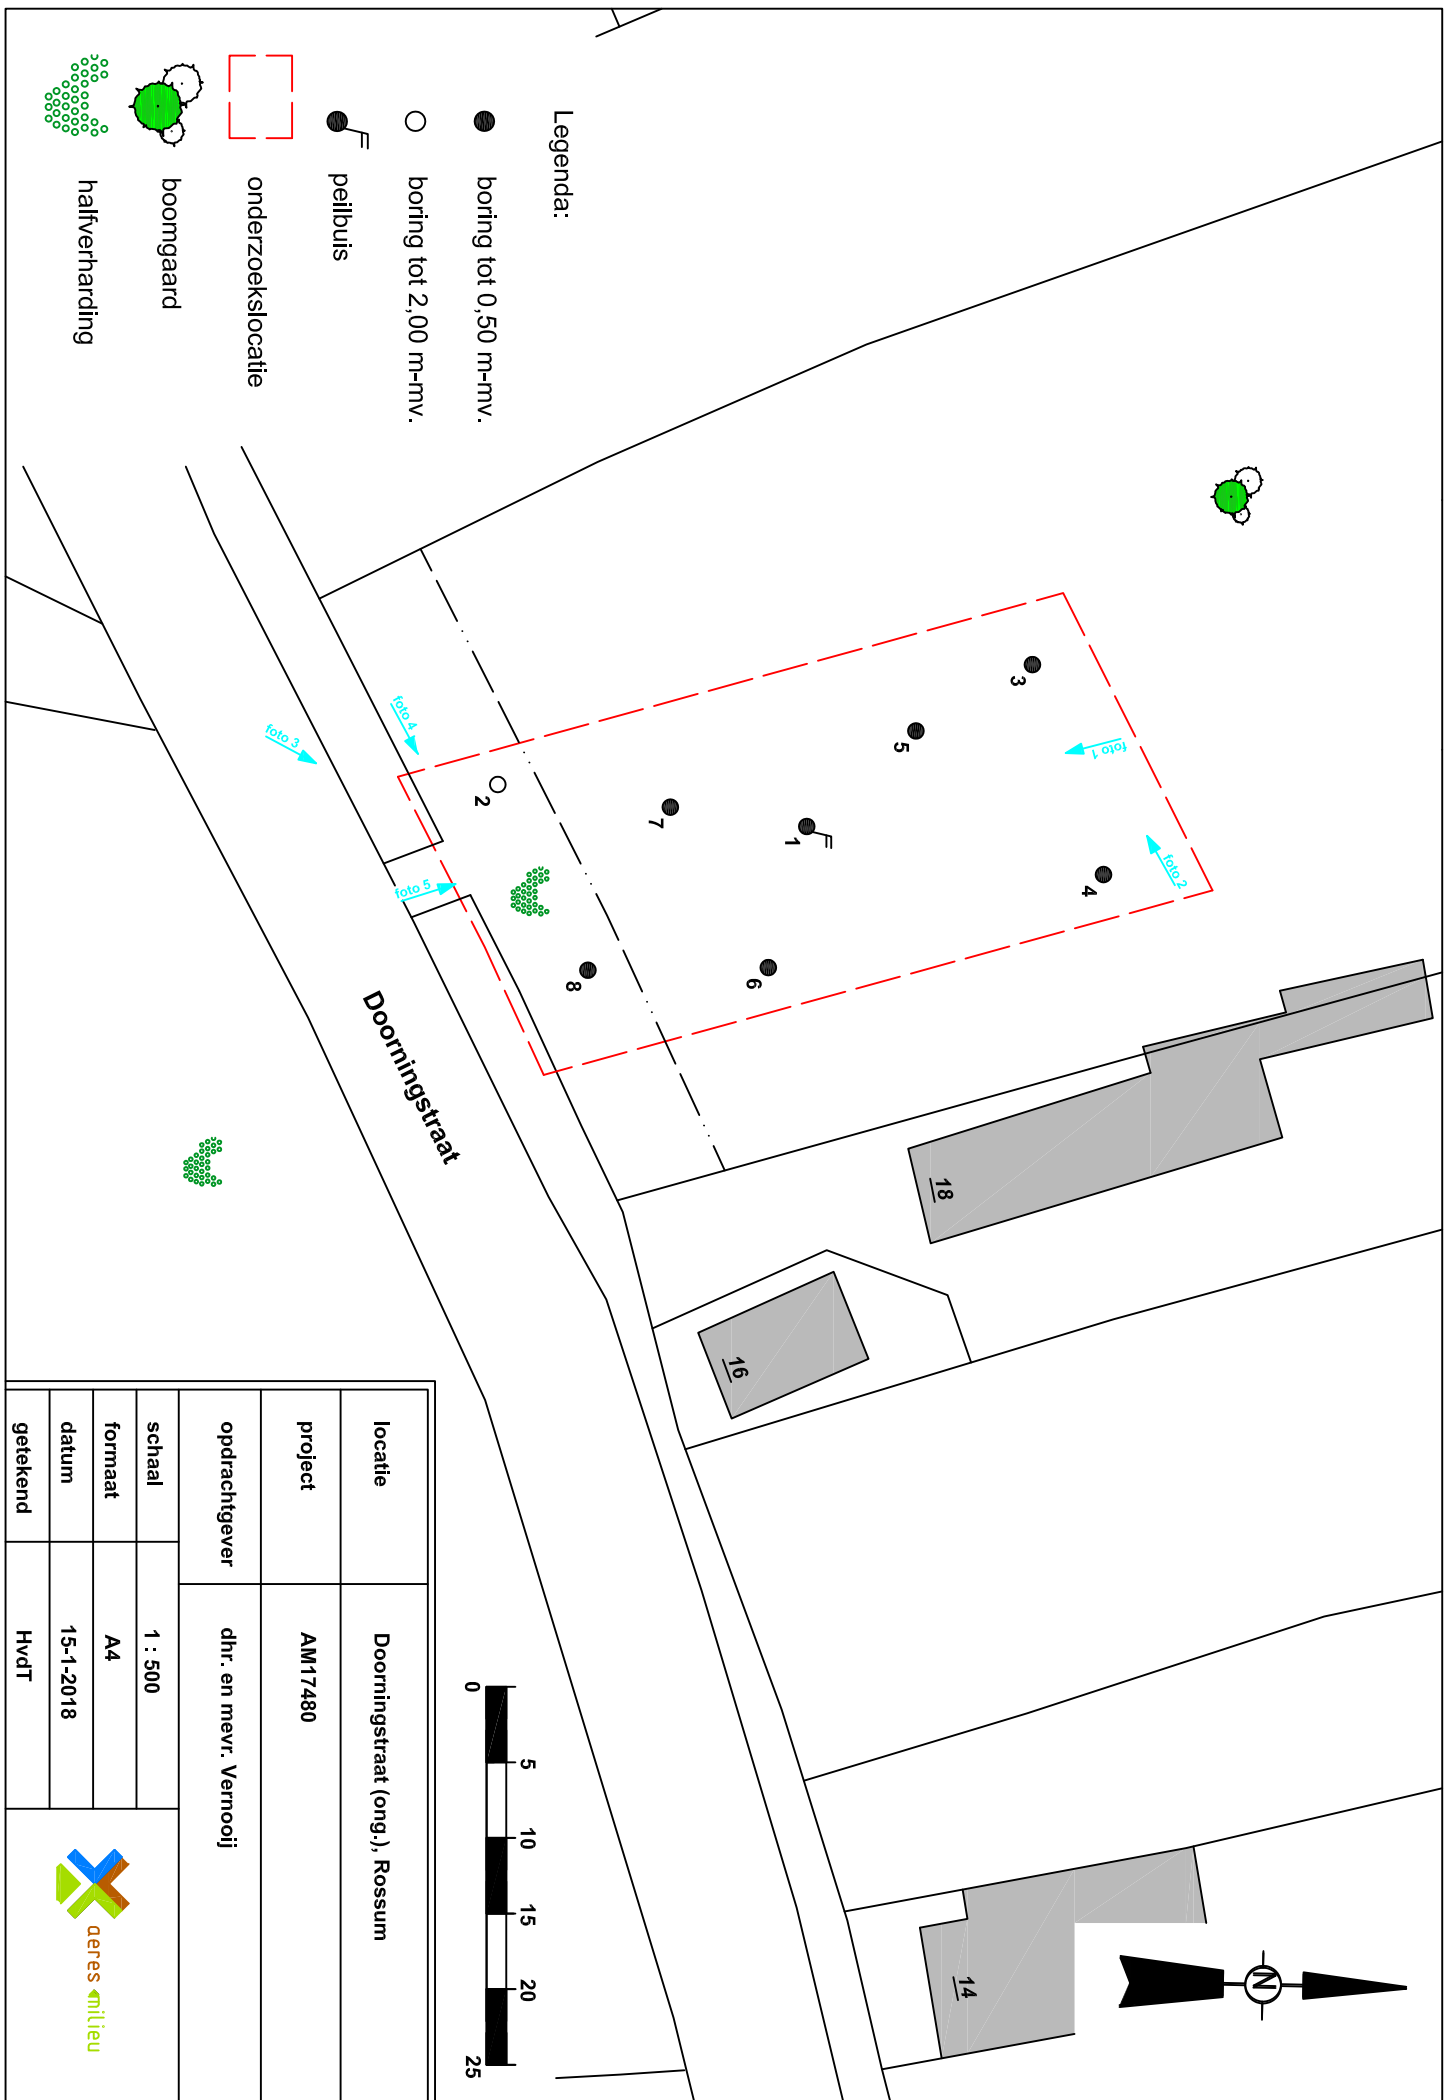 Legenda:
boring tot 0,50 m-mv.
boring tot 2,00 m-mv.
peilbuis
onderzoekslocatie
boomgaard
halfverharding
3
5
foto 1
foto 2
4
1
7
6
2
8
foto 4
foto 3
foto 5
Doorningstraat
18
16
14
N
0 5 10 15 20 25
locatie Doorningstraat (ong.), Rossum
project AM17480
opdrachtgever dhr. en mevr. Vernooij
schaal 1 : 500
formaat A4
datum 15-1-2018
getekend HvdT
aeres milieu